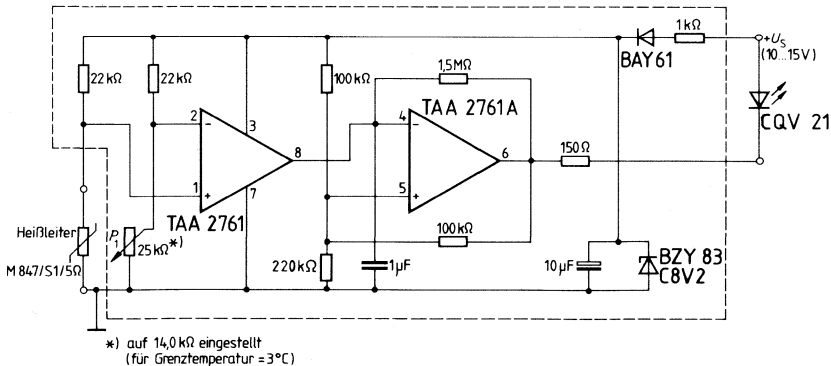 1kΩ
+U_S
(10...15V)
BAY61
22kΩ
22kΩ
100kΩ
1,5MΩ
TAA 2761A
CQV 21
2
−
3
4
−
8
6
150Ω
1
+
7
5
+
TAA 2761
Heißleiter
P₁
25kΩ*)
100kΩ
M 847/S1/5Ω
220kΩ
1µF
10µF
BZY 83
C8V2
*) auf 14,0kΩ eingestellt
(für Grenztemperatur =3°C)